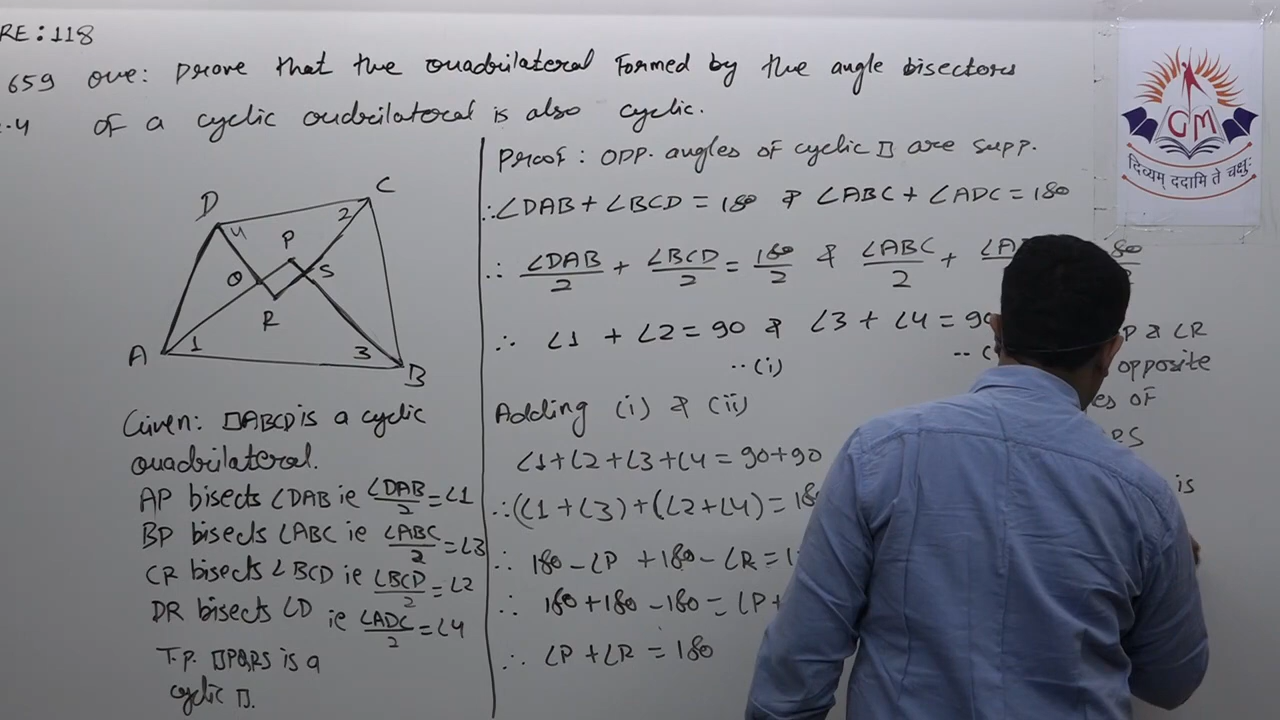 RE:118
659 Que: Prove that the quadrilateral formed by the angle bisectors
.4 of a cyclic qudrilateral is also cyclic.
D
C
4
2
P
Q
S
R
A
1
3
B
Given: □ABCD is a cyclic
quadrilateral.
AP bisects ∠DAB ie ∠DAB/2 = ∠1
BP bisects ∠ABC ie ∠ABC/2 = ∠3
CR bisects ∠BCD ie ∠BCD/2 = ∠2
DR bisects ∠D ie ∠ADC/2 = ∠4
T.P. □PQRS is a
cyclic □.
Proof: Opp. angles of cyclic □ are supp.
∴ ∠DAB + ∠BCD = 180 & ∠ABC + ∠ADC = 180
∴ ∠DAB/2 + ∠BCD/2 = 180/2 & ∠ABC/2 +
∴ ∠1 + ∠2 = 90 & ∠3 + ∠4 = 90
..(i)
Adding (i) & (ii)
∠1+∠2+∠3+∠4 = 90+90
∴ (∠1+∠3)+(∠2+∠4) = 180
∴ 180-∠P + 180-∠R =
∴ 180+180-180 = ∠P+
∴ ∠P + ∠R = 180
P & ∠R
opposite
of
RS
is
GM
दिव्यम् ददामि ते चक्षुः